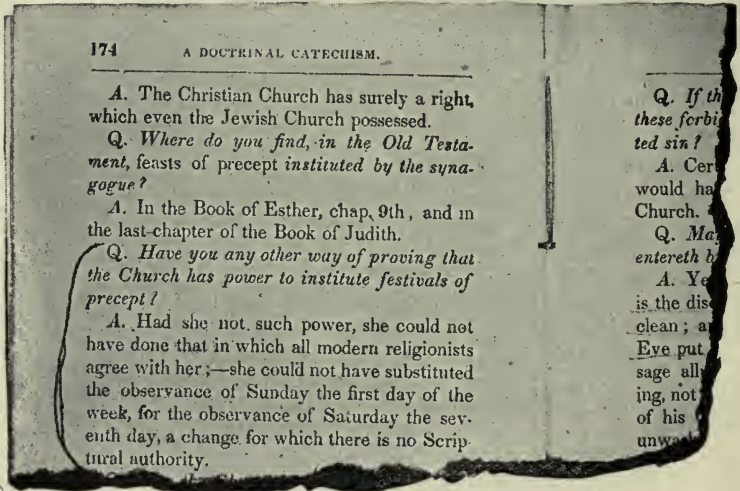 174 A DOCTRINAL CATECHISM.
A. The Christian Church has surely a right,
which even the Jewish Church possessed.
Q. Where do you find, in the Old Testa-
ment, feasts of precept instituted by the syna-
gogue?
A. In the Book of Esther, chap. 9th, and in
the last chapter of the Book of Judith.
Q. Have you any other way of proving that
the Church has power to institute festivals of
precept?
A. Had she not such power, she could not
have done that in which all modern religionists
agree with her;—she could not have substituted
the observance of Sunday the first day of the
week, for the observance of Saturday the sev-
enth day, a change for which there is no Scrip-
tural authority.
Q. If th
these forbi
ted sin?
A. Cer
would ha
Church.
Q. Ma
entereth b
A. Ye
is the dis
clean; a
Eve put
sage all
ing, not
of his
unwa